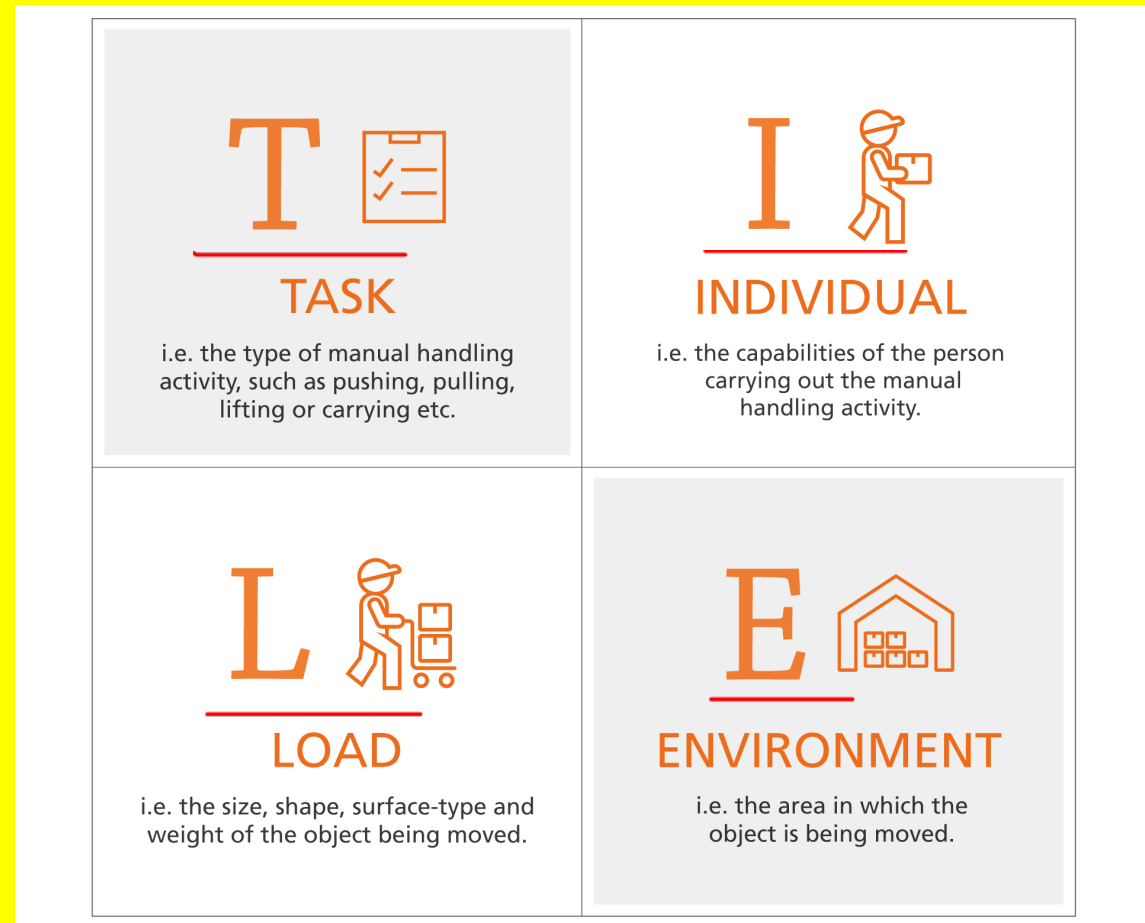 T
TASK
i.e. the type of manual handling
activity, such as pushing, pulling,
lifting or carrying etc.
I
INDIVIDUAL
i.e. the capabilities of the person
carrying out the manual
handling activity.
L
LOAD
i.e. the size, shape, surface-type and
weight of the object being moved.
E
ENVIRONMENT
i.e. the area in which the
object is being moved.